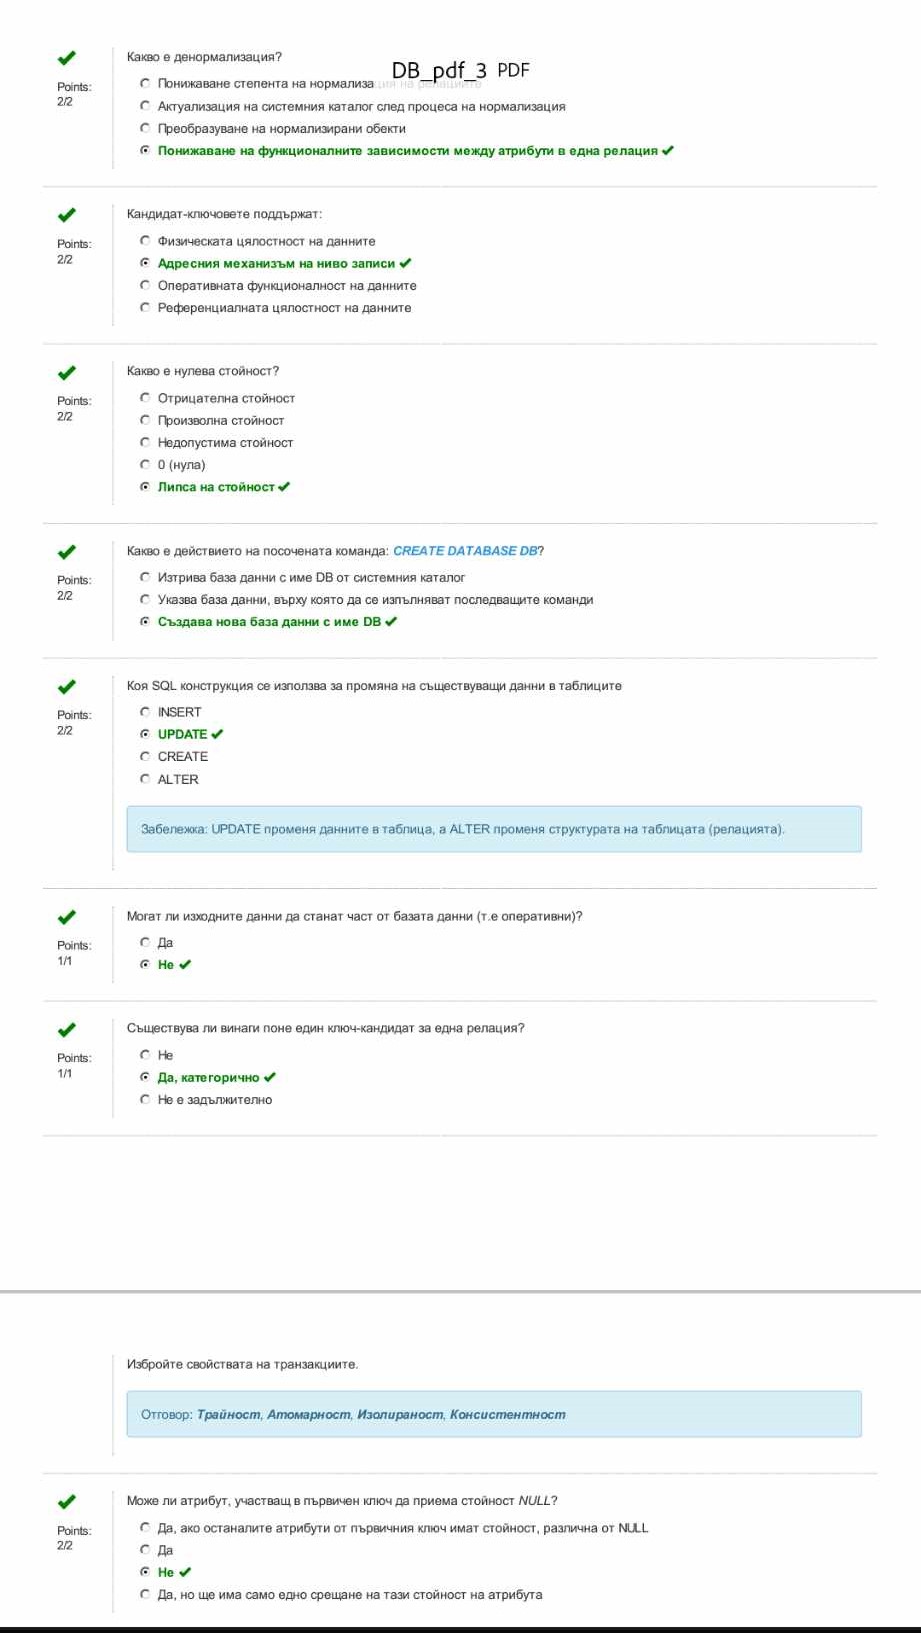 Какво е денормализация?
DB_pdf_3 PDF
Points:
2/2
Понижаване степента на нормализация на релациите
Актуализация на системния каталог след процеса на нормализация
Преобразуване на нормализирани обекти
Понижаване на функционалните зависимости между атрибути в една релация
Кандидат-ключовете поддържат:
Points:
2/2
Физическата цялостност на данните
Адресния механизъм на ниво записи
Оперативната функционалност на данните
Референциалната цялостност на данните
Какво е нулева стойност?
Points:
2/2
Отрицателна стойност
Произволна стойност
Недопустима стойност
0 (нула)
Липса на стойност
Какво е действието на посочената команда: CREATE DATABASE DB?
Points:
2/2
Изтрива база данни с име DB от системния каталог
Указва база данни, върху която да се изпълняват последващите команди
Създава нова база данни с име DB
Коя SQL конструкция се използва за промяна на съществуващи данни в таблиците
Points:
2/2
INSERT
UPDATE
CREATE
ALTER
Забележка: UPDATE променя данните в таблица, а ALTER променя структурата на таблицата (релацията).
Могат ли изходните данни да станат част от базата данни (т.е оперативни)?
Points:
1/1
Да
Не
Съществува ли винаги поне един ключ-кандидат за една релация?
Points:
1/1
Не
Да, категорично
Не е задължително
Избройте свойствата на транзакциите.
Отговор: Трайност, Атомарност, Изолираност, Консистентност
Може ли атрибут, участващ в първичен ключ да приема стойност NULL?
Points:
2/2
Да, ако останалите атрибути от първичния ключ имат стойност, различна от NULL
Да
Не
Да, но ще има само едно срещане на тази стойност на атрибута